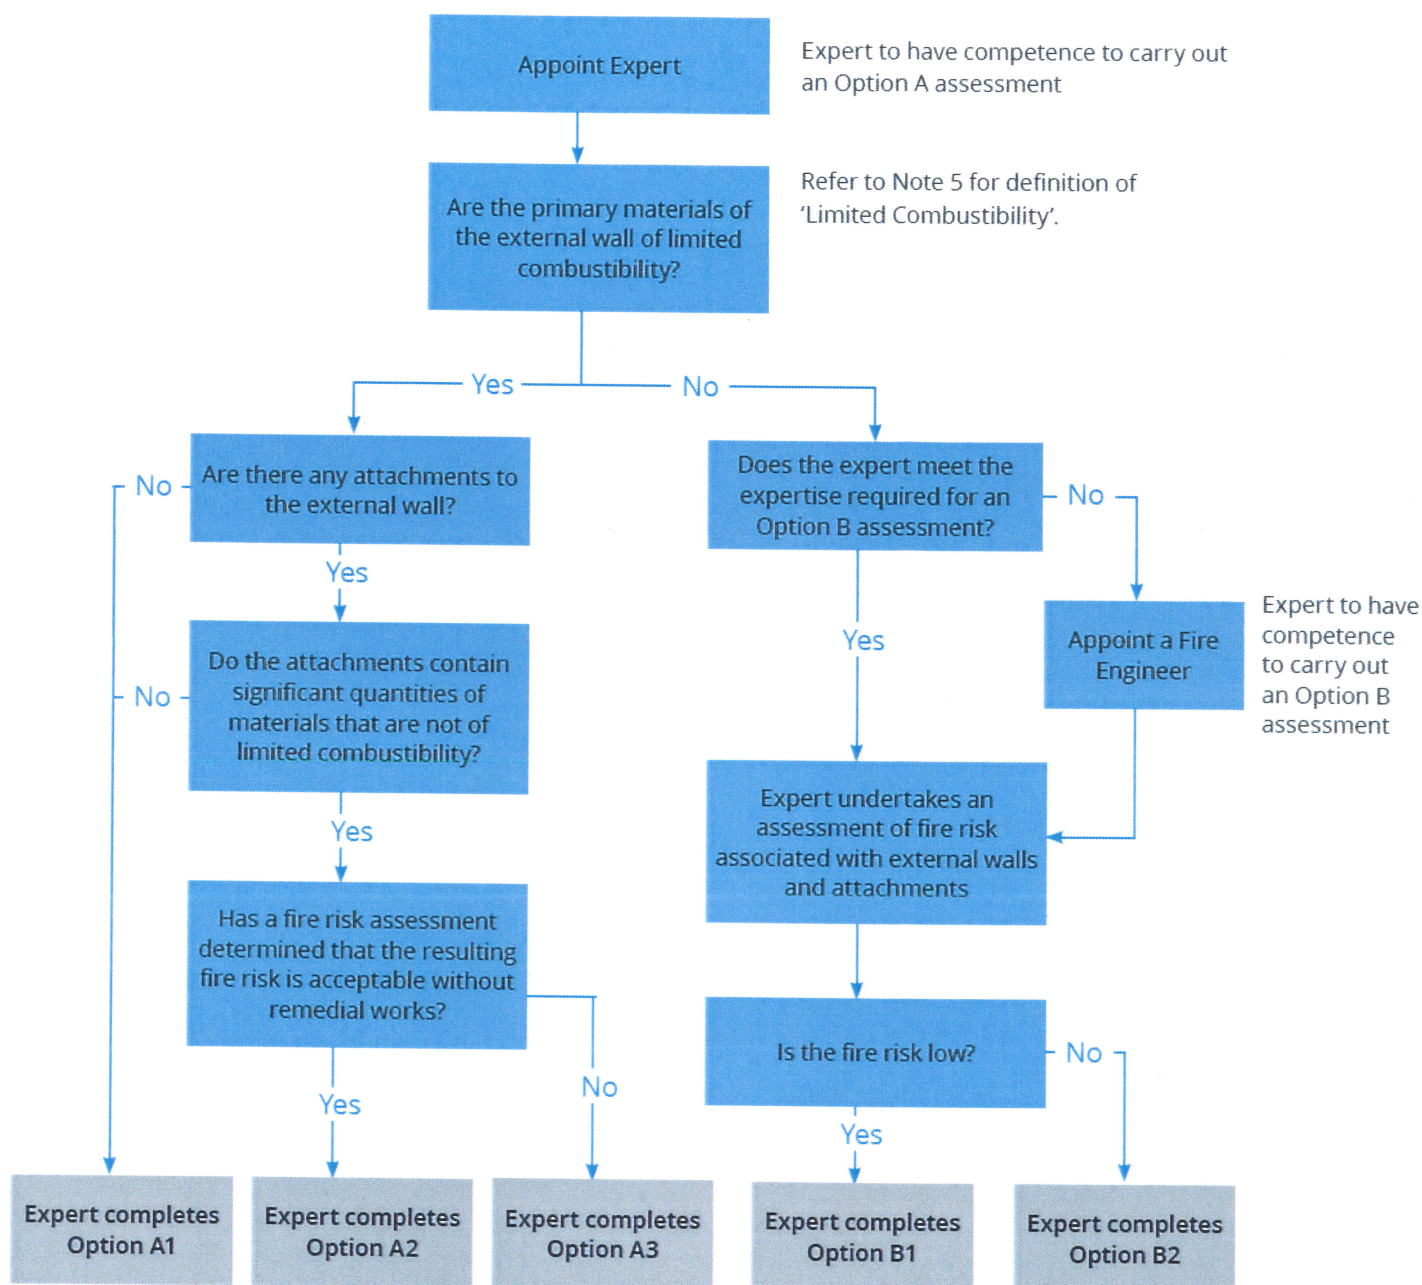 Appoint Expert
Expert to have competence to carry out
an Option A assessment
Are the primary materials of
the external wall of limited
combustibility?
Refer to Note 5 for definition of
‘Limited Combustibility’.
Yes
No
Are there any attachments to
the external wall?
No
Yes
Does the expert meet the
expertise required for an
Option B assessment?
No
Yes
Appoint a Fire
Engineer
Expert to have
competence
to carry out
an Option B
assessment
Do the attachments contain
significant quantities of
materials that are not of
limited combustibility?
No
Yes
Expert undertakes an
assessment of fire risk
associated with external walls
and attachments
Has a fire risk assessment
determined that the resulting
fire risk is acceptable without
remedial works?
Yes
No
Is the fire risk low?
No
Yes
Expert completes
Option A1
Expert completes
Option A2
Expert completes
Option A3
Expert completes
Option B1
Expert completes
Option B2